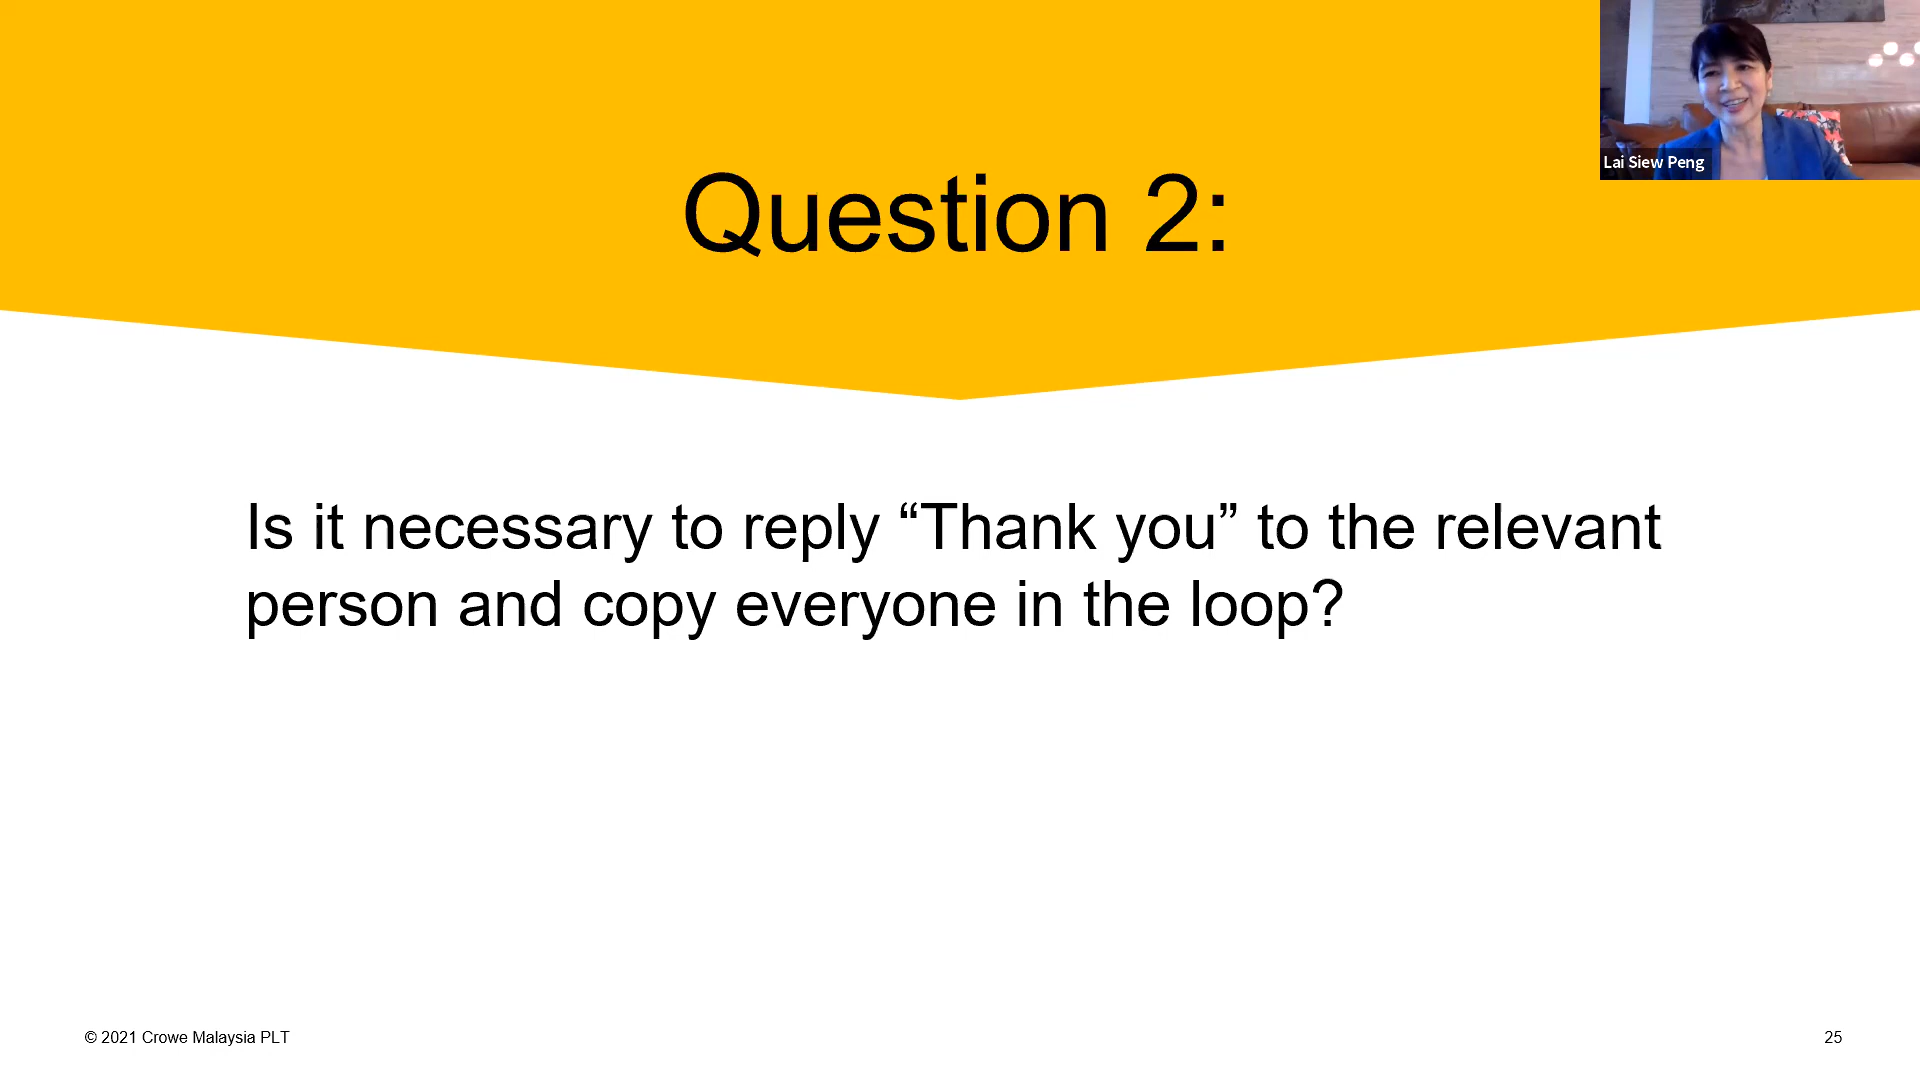 Lai Siew Peng
Question 2:
Is it necessary to reply “Thank you” to the relevant
person and copy everyone in the loop?
© 2021 Crowe Malaysia PLT
25